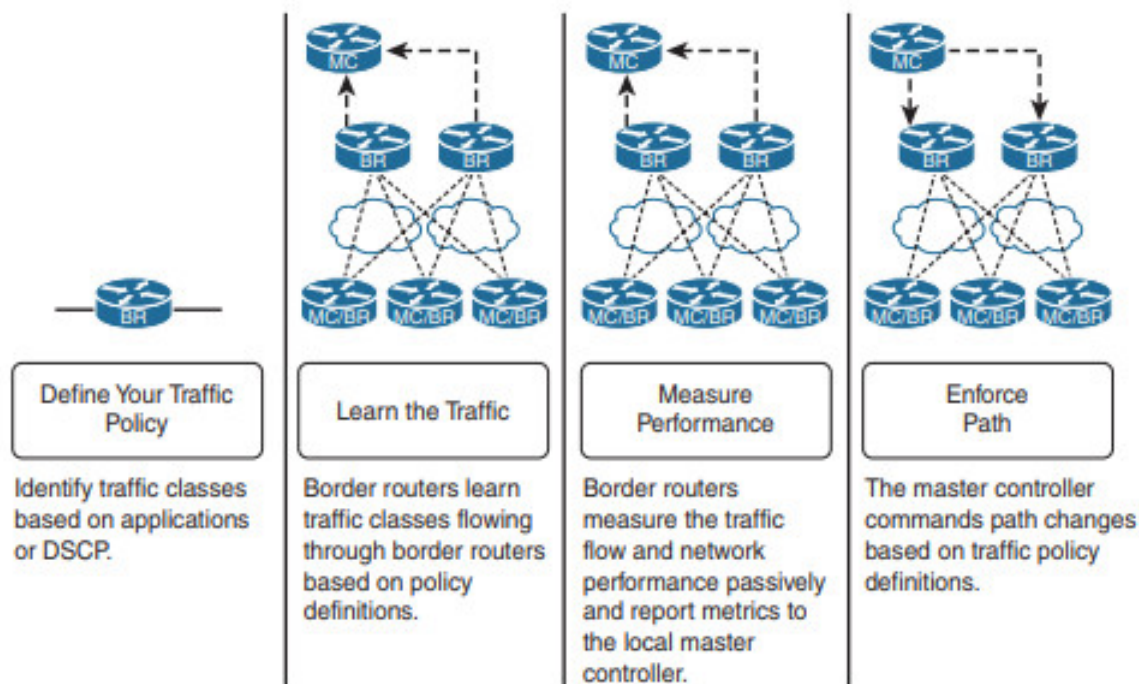 MC
BR
BR
MC/BR
MC/BR
MC/BR
MC
BR
BR
MC/BR
MC/BR
MC/BR
MC
BR
BR
MC/BR
MC/BR
MC/BR
BR
Define Your Traffic
Policy
Identify traffic classes
based on applications
or DSCP.
Learn the Traffic
Border routers learn
traffic classes flowing
through border routers
based on policy
definitions.
Measure
Performance
Border routers
measure the traffic
flow and network
performance passively
and report metrics to
the local master
controller.
Enforce
Path
The master controller
commands path changes
based on traffic policy
definitions.